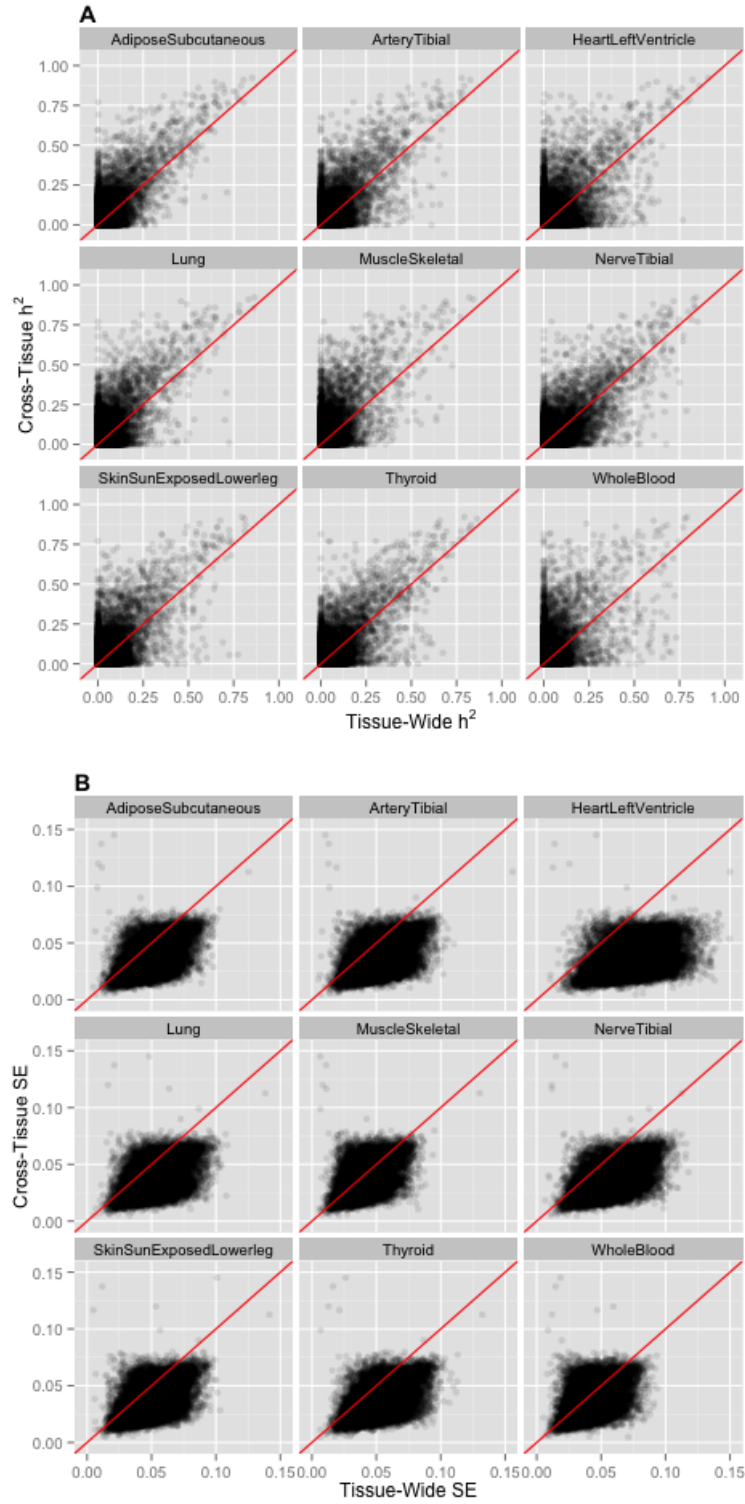 A
AdiposeSubcutaneous ArteryTibial HeartLeftVentricle
1.00
0.75
0.50
0.25
0.00
Lung MuscleSkeletal NerveTibial
1.00
0.75
0.50
0.25
0.00
Cross-Tissue h²
SkinSunExposedLowerleg Thyroid WholeBlood
1.00
0.75
0.50
0.25
0.00
0.00 0.25 0.50 0.75 1.00 0.00 0.25 0.50 0.75 1.00 0.00 0.25 0.50 0.75 1.00
Tissue-Wide h²
B
AdiposeSubcutaneous ArteryTibial HeartLeftVentricle
0.15
0.10
0.05
0.00
Lung MuscleSkeletal NerveTibial
0.15
0.10
0.05
0.00
Cross-Tissue SE
SkinSunExposedLowerleg Thyroid WholeBlood
0.15
0.10
0.05
0.00
0.00 0.05 0.10 0.15 0.00 0.05 0.10 0.15 0.00 0.05 0.10 0.15
Tissue-Wide SE